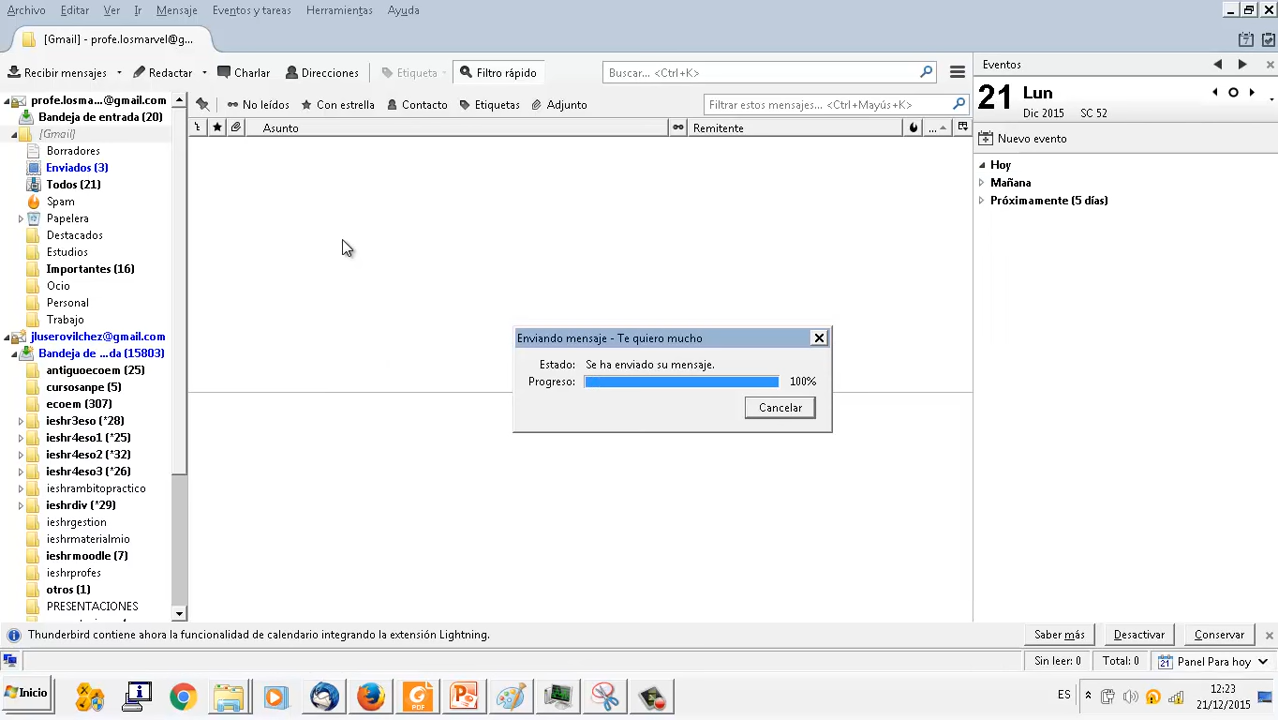 Archivo Editar Ver Ir Mensaje Eventos y tareas Herramientas Ayuda
[Gmail] - profe.losmarvel@g...
Recibir mensajes Redactar Charlar Direcciones Etiqueta Filtro rápido Buscar... <Ctrl+K>
No leído Con estrella Contacto Etiquetas Adjunto Filtrar estos mensajes... <Ctrl+Mayús+K>
Asunto Remitente ...
profe.losma...@gmail.com
Bandeja de entrada (20)
[Gmail]
Borradores
Enviados (3)
Todos (21)
Spam
Papelera
Destacados
Estudios
Importantes (16)
Ocio
Personal
Trabajo
jluserovilchez@gmail.com
Bandeja de ...da (15803)
antiguoecoem (25)
cursosanpe (5)
ecoem (307)
ieshr3eso (*28)
ieshr4eso1 (*25)
ieshr4eso2 (*32)
ieshr4eso3 (*26)
ieshrambitopractico
ieshrdiv (*29)
ieshrgestion
ieshrmaterialmio
ieshrmoodle (7)
ieshrprofes
otros (1)
PRESENTACIONES
Enviando mensaje - Te quiero mucho
Estado: Se ha enviado su mensaje.
Progreso: 100%
Cancelar
Eventos
21 Lun
Dic 2015 SC 52
Nuevo evento
Hoy
Mañana
Próximamente (5 días)
Thunderbird contiene ahora la funcionalidad de calendario integrando la extensión Lightning. Saber más Desactivar Conservar
Sin leer: 0 Total: 0 21 Panel Para hoy
Inicio PDF ES 12:23
21/12/2015